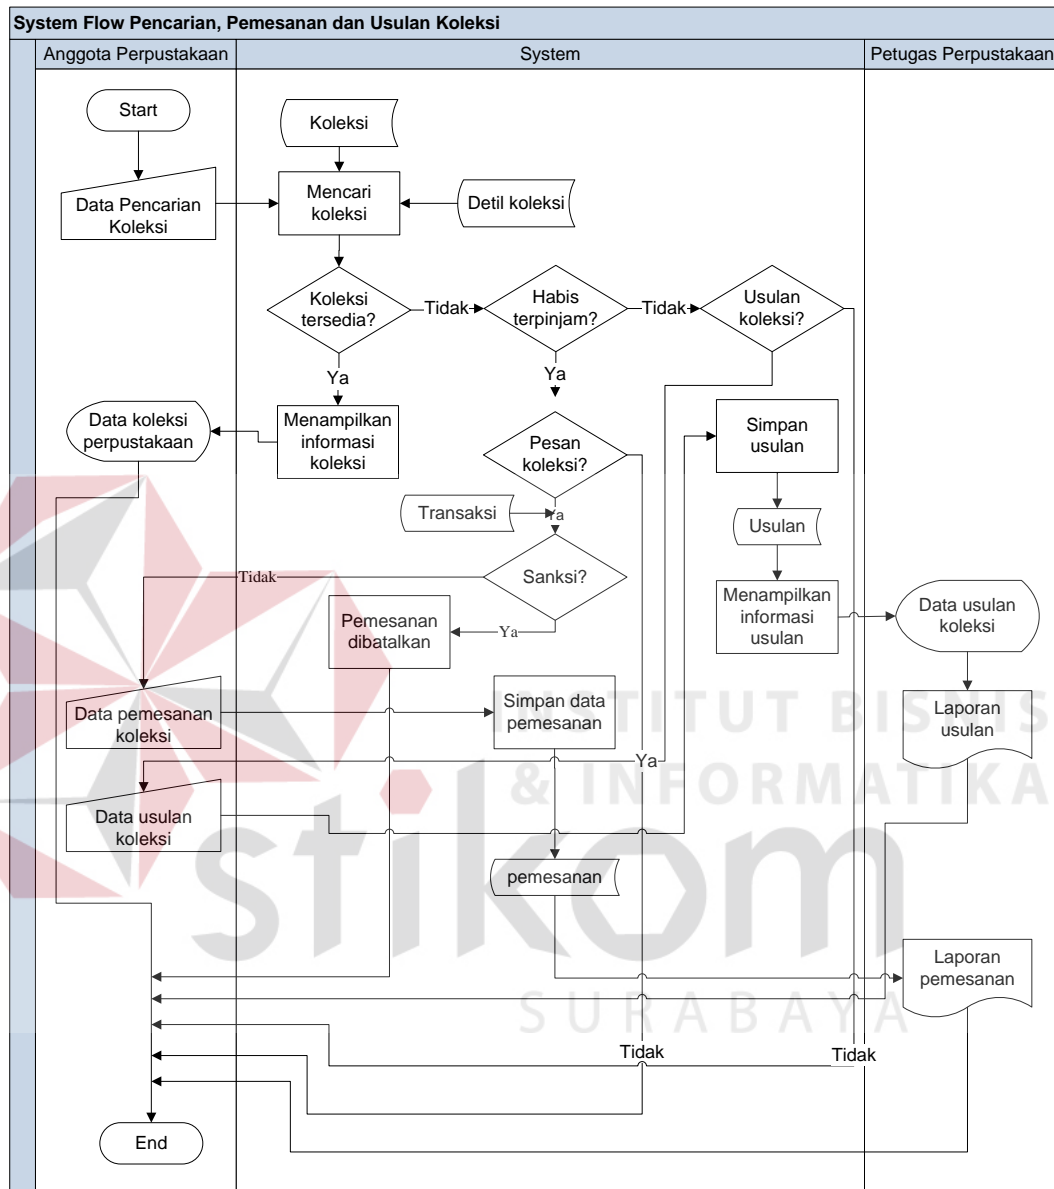 System Flow Pencarian, Pemesanan dan Usulan Koleksi
Anggota Perpustakaan
System
Petugas Perpustakaan
Start
Koleksi
Data Pencarian
Koleksi
Mencari
koleksi
Detil koleksi
Koleksi
tersedia?
Tidak
Habis
terpinjam?
Tidak
Usulan
koleksi?
Ya
Ya
Data koleksi
perpustakaan
Menampilkan
informasi
koleksi
Pesan
koleksi?
Simpan
usulan
Transaksi
Ya
Usulan
Tidak
Sanksi?
Menampilkan
informasi
usulan
Data usulan
koleksi
Pemesanan
dibatalkan
Ya
Data pemesanan
koleksi
Simpan data
pemesanan
Laporan
usulan
INSTITUT BISNIS
& INFORMATIKA
Ya
Data usulan
koleksi
stikom
pemesanan
Laporan
pemesanan
SURABAYA
Tidak
Tidak
End